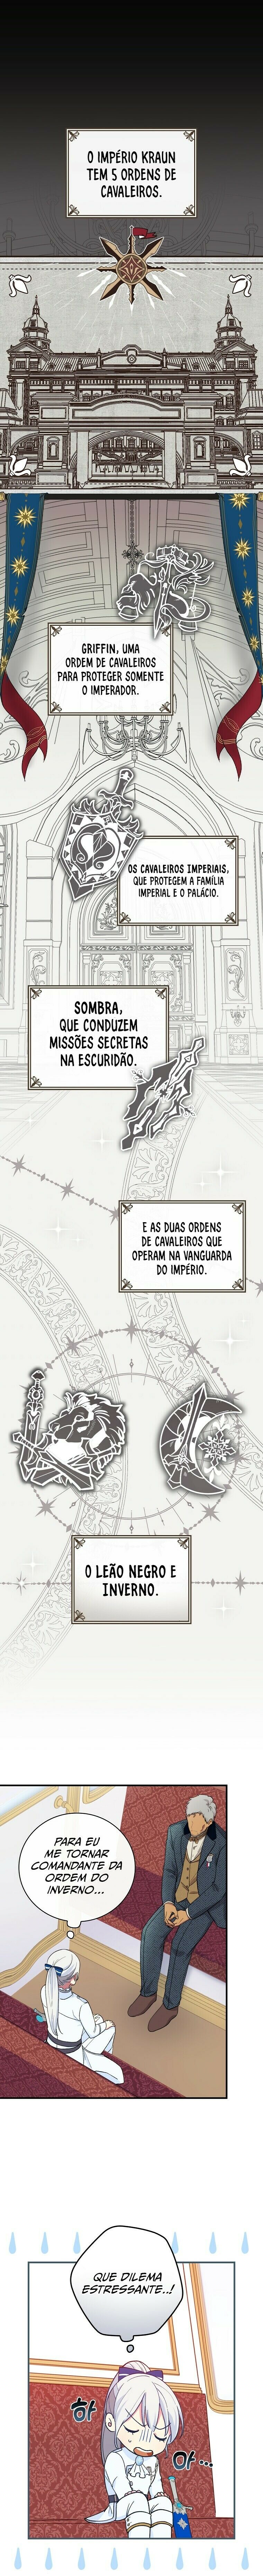 O IMPÉRIO KRAUN
TEM 5 ORDENS DE
CAVALEIROS.
GRIFFIN, UMA
ORDEM DE CAVALEIROS
PARA PROTEGER SOMENTE
O IMPERADOR.
OS CAVALEIROS IMPERIAIS,
QUE PROTEGEM A FAMÍLIA
IMPERIAL E O PALÁCIO.
SOMBRA,
QUE CONDUZEM
MISSÕES SECRETAS
NA ESCURIDÃO.
E AS DUAS ORDENS
DE CAVALEIROS QUE
OPERAM NA VANGUARDA
DO IMPÉRIO.
O LEÃO NEGRO E
INVERNO.
PARA EU
ME TORNAR
COMANDANTE DA
ORDEM DO
INVERNO...
QUE DILEMA
ESTRESSANTE..!
하
아...